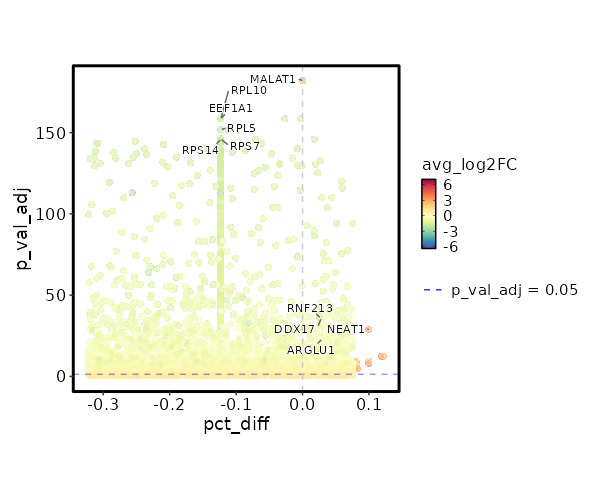 MALAT1
RPL10
EEF1A1
RPL5
RPS14
RPS7
RNF213
DDX17
NEAT1
ARGLU1
p_val_adj
150
100
50
0
-0.3
-0.2
-0.1
0.0
0.1
pct_diff
avg_log2FC
6
3
0
-3
-6
p_val_adj = 0.05